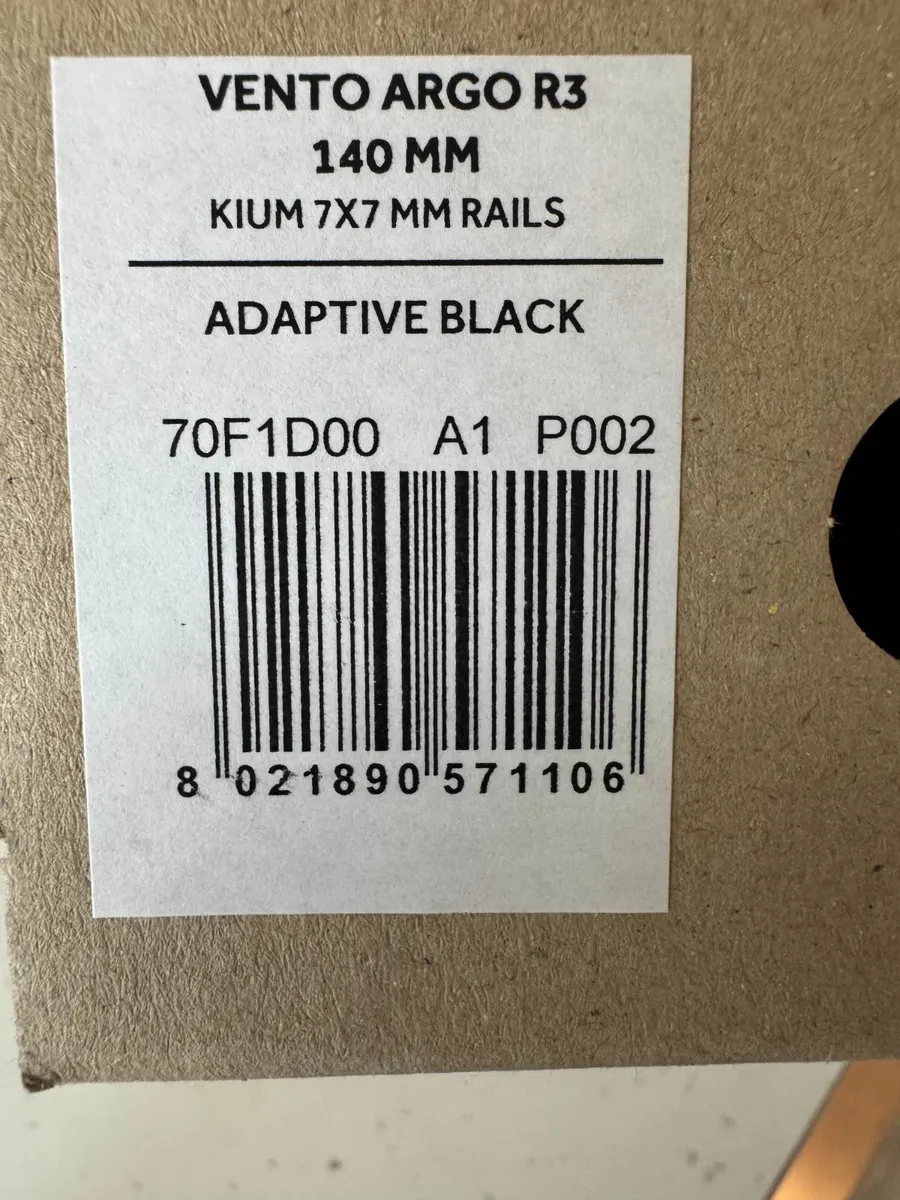 VENTO ARGO R3
140 MM
KIUM 7X7 MM RAILS
ADAPTIVE BLACK
70F1D00 A1 P002
8 021890 571106